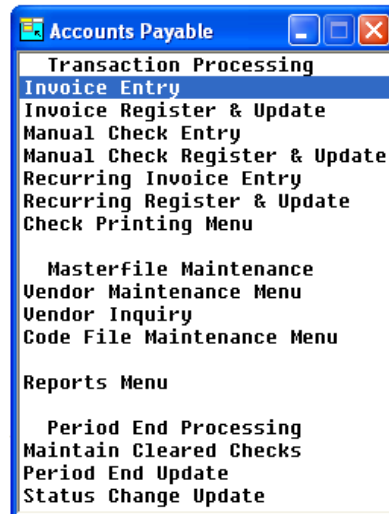 Accounts Payable
Transaction Processing
Invoice Entry
Invoice Register & Update
Manual Check Entry
Manual Check Register & Update
Recurring Invoice Entry
Recurring Register & Update
Check Printing Menu
Masterfile Maintenance
Vendor Maintenance Menu
Vendor Inquiry
Code File Maintenance Menu
Reports Menu
Period End Processing
Maintain Cleared Checks
Period End Update
Status Change Update